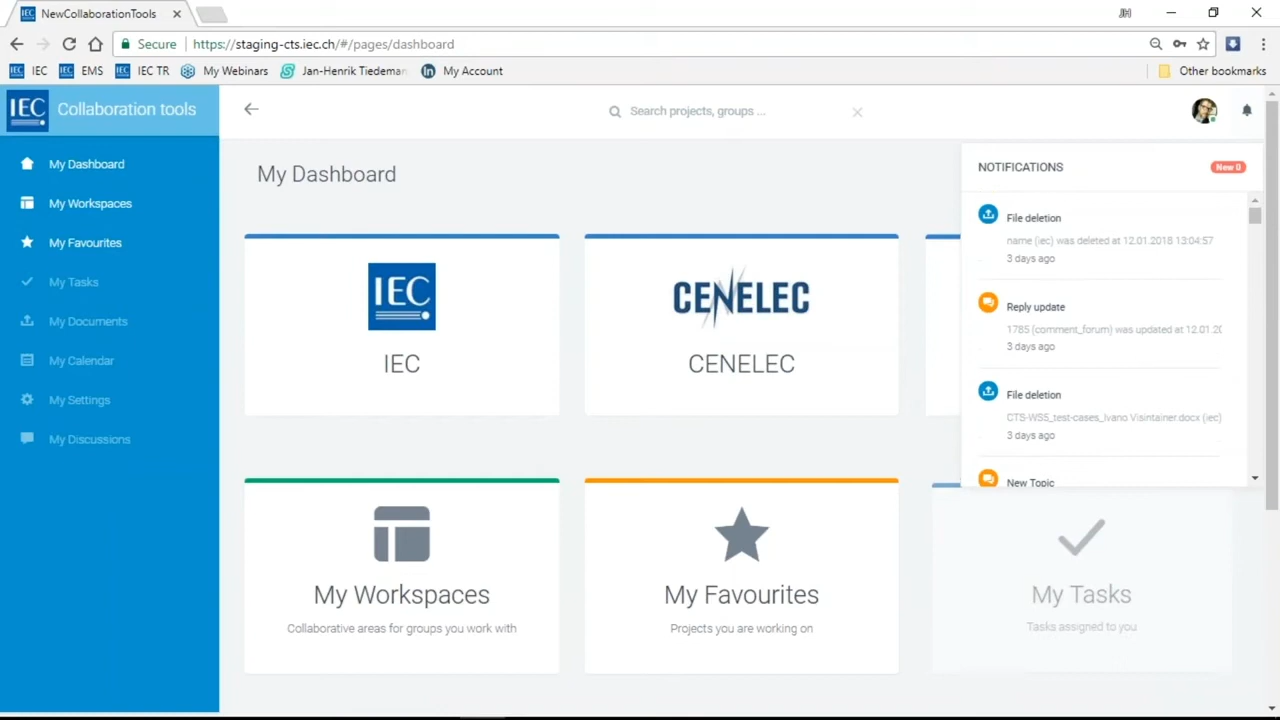 NewCollaborationTools
JH
Secure
https://staging-cts.iec.ch/#/pages/dashboard
IEC
EMS
IEC TR
My Webinars
Jan-Henrik Tiedeman
My Account
Other bookmarks
IEC
Collaboration tools
Search projects, groups ...
My Dashboard
My Workspaces
My Favourites
My Tasks
My Documents
My Calendar
My Settings
My Discussions
My Dashboard
NOTIFICATIONS
New 0
File deletion
name (iec) was deleted at 12.01.2018 13:04:57
3 days ago
Reply update
1785 (comment_forum) was updated at 12.01.20
3 days ago
File deletion
CTS-WS5_test-cases_Ivano Visintainer.docx (iec)
3 days ago
New Topic
IEC
IEC
CENELEC
CENELEC
My Workspaces
Collaborative areas for groups you work with
My Favourites
Projects you are working on
My Tasks
Tasks assigned to you